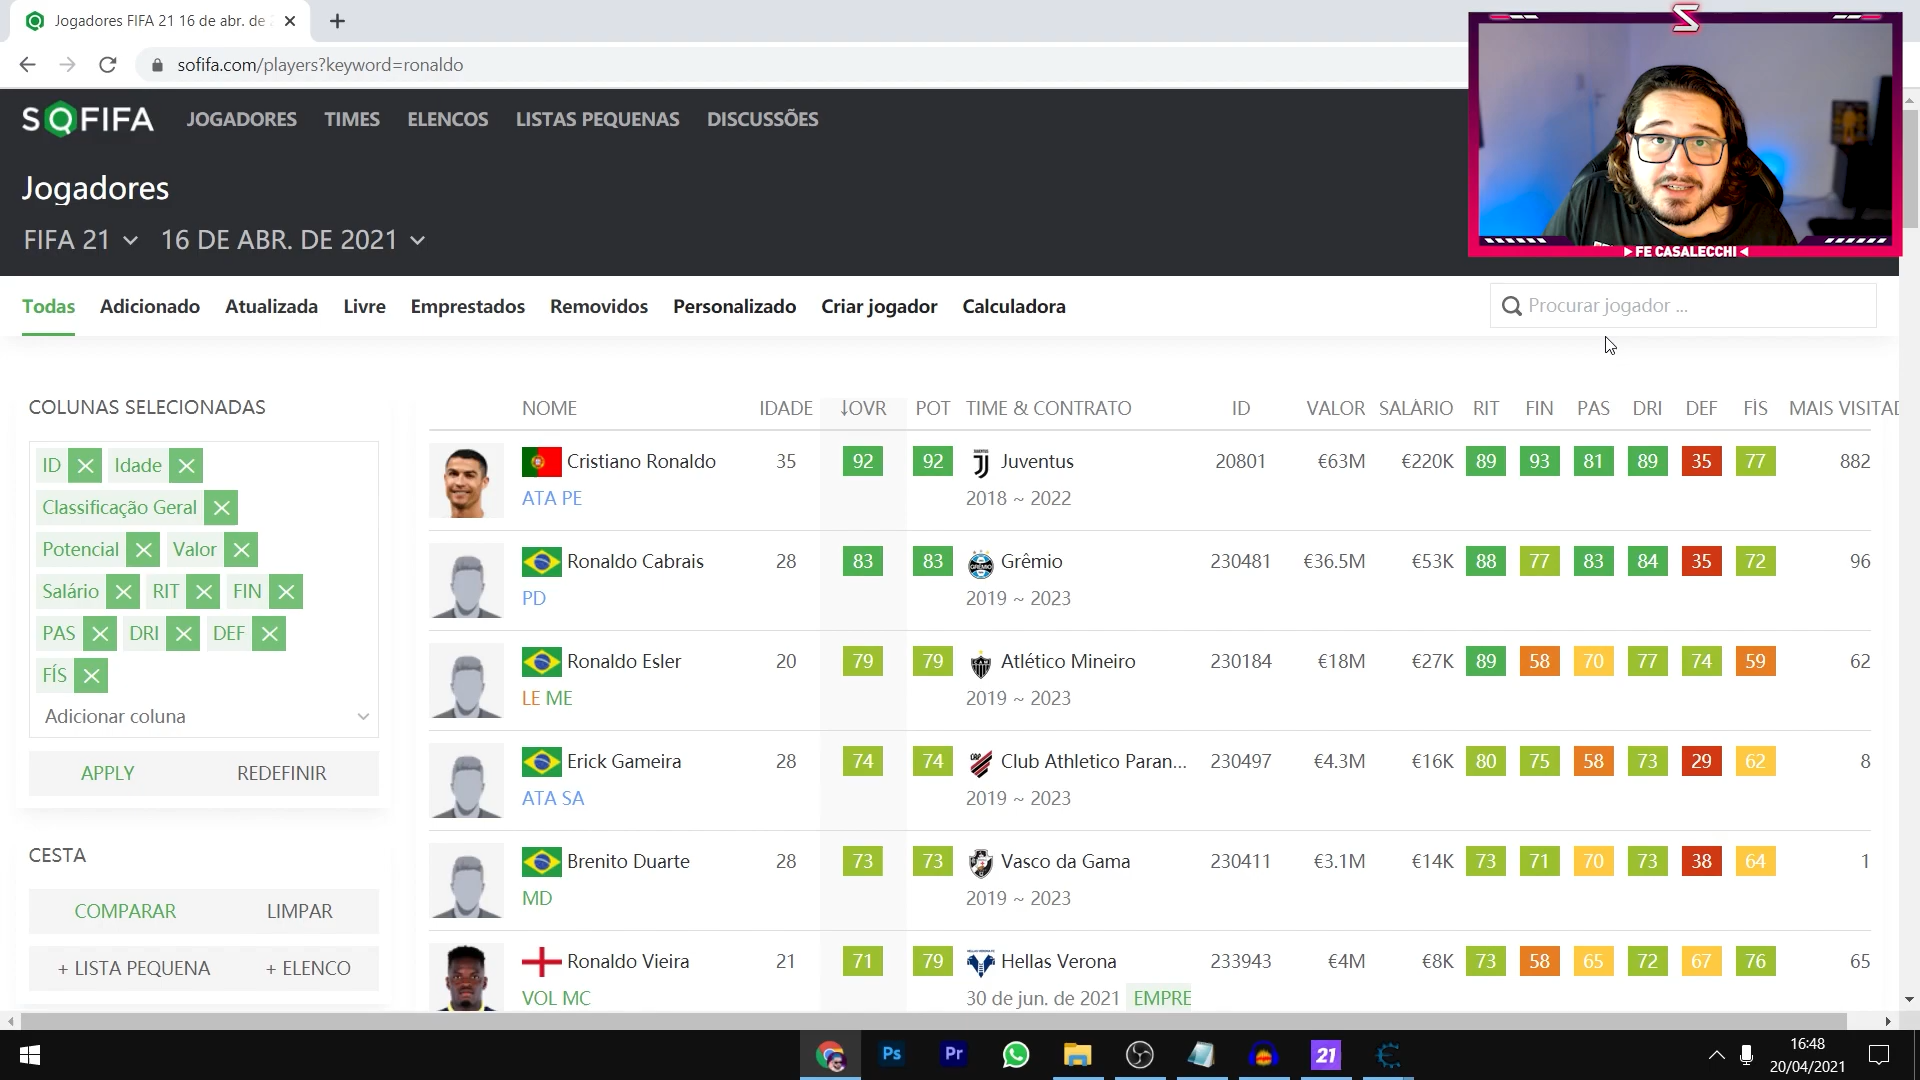 Jogadores FIFA 21 16 de abr. de
sofifa.com/players?keyword=ronaldo
SOFIFA JOGADORES TIMES ELENCOS LISTAS PEQUENAS DISCUSSÕES
Jogadores
FIFA 21 16 DE ABR. DE 2021
FE CASALECCHI
Todas Adicionado Atualizada Livre Emprestados Removidos Personalizado Criar jogador Calculadora
Procurar jogador ...
COLUNAS SELECIONADAS
ID Idade
Classificação Geral
Potencial Valor
Salário RIT FIN
PAS DRI DEF
FÍS
Adicionar coluna
APPLY REDEFINIR
CESTA
COMPARAR LIMPAR
+ LISTA PEQUENA + ELENCO
NOME IDADE ↓OVR POT TIME & CONTRATO ID VALOR SALÁRIO RIT FIN PAS DRI DEF FÍS MAIS VISITAD
Cristiano Ronaldo 35 92 92 Juventus 20801 €63M €220K 89 93 81 89 35 77 882
ATA PE 2018 ~ 2022
Ronaldo Cabrais 28 83 83 Grêmio 230481 €36.5M €53K 88 77 83 84 35 72 96
PD 2019 ~ 2023
Ronaldo Esler 20 79 79 Atlético Mineiro 230184 €18M €27K 89 58 70 77 74 59 62
LE ME 2019 ~ 2023
Erick Gameira 28 74 74 Club Athletico Paran... 230497 €4.3M €16K 80 75 58 73 29 62 8
ATA SA 2019 ~ 2023
Brenito Duarte 28 73 73 Vasco da Gama 230411 €3.1M €14K 73 71 70 73 38 64 1
MD 2019 ~ 2023
Ronaldo Vieira 21 71 79 Hellas Verona 233943 €4M €8K 73 58 65 72 67 76 65
VOL MC 30 de jun. de 2021 EMPRE
Ps Pr 21
16:48
20/04/2021